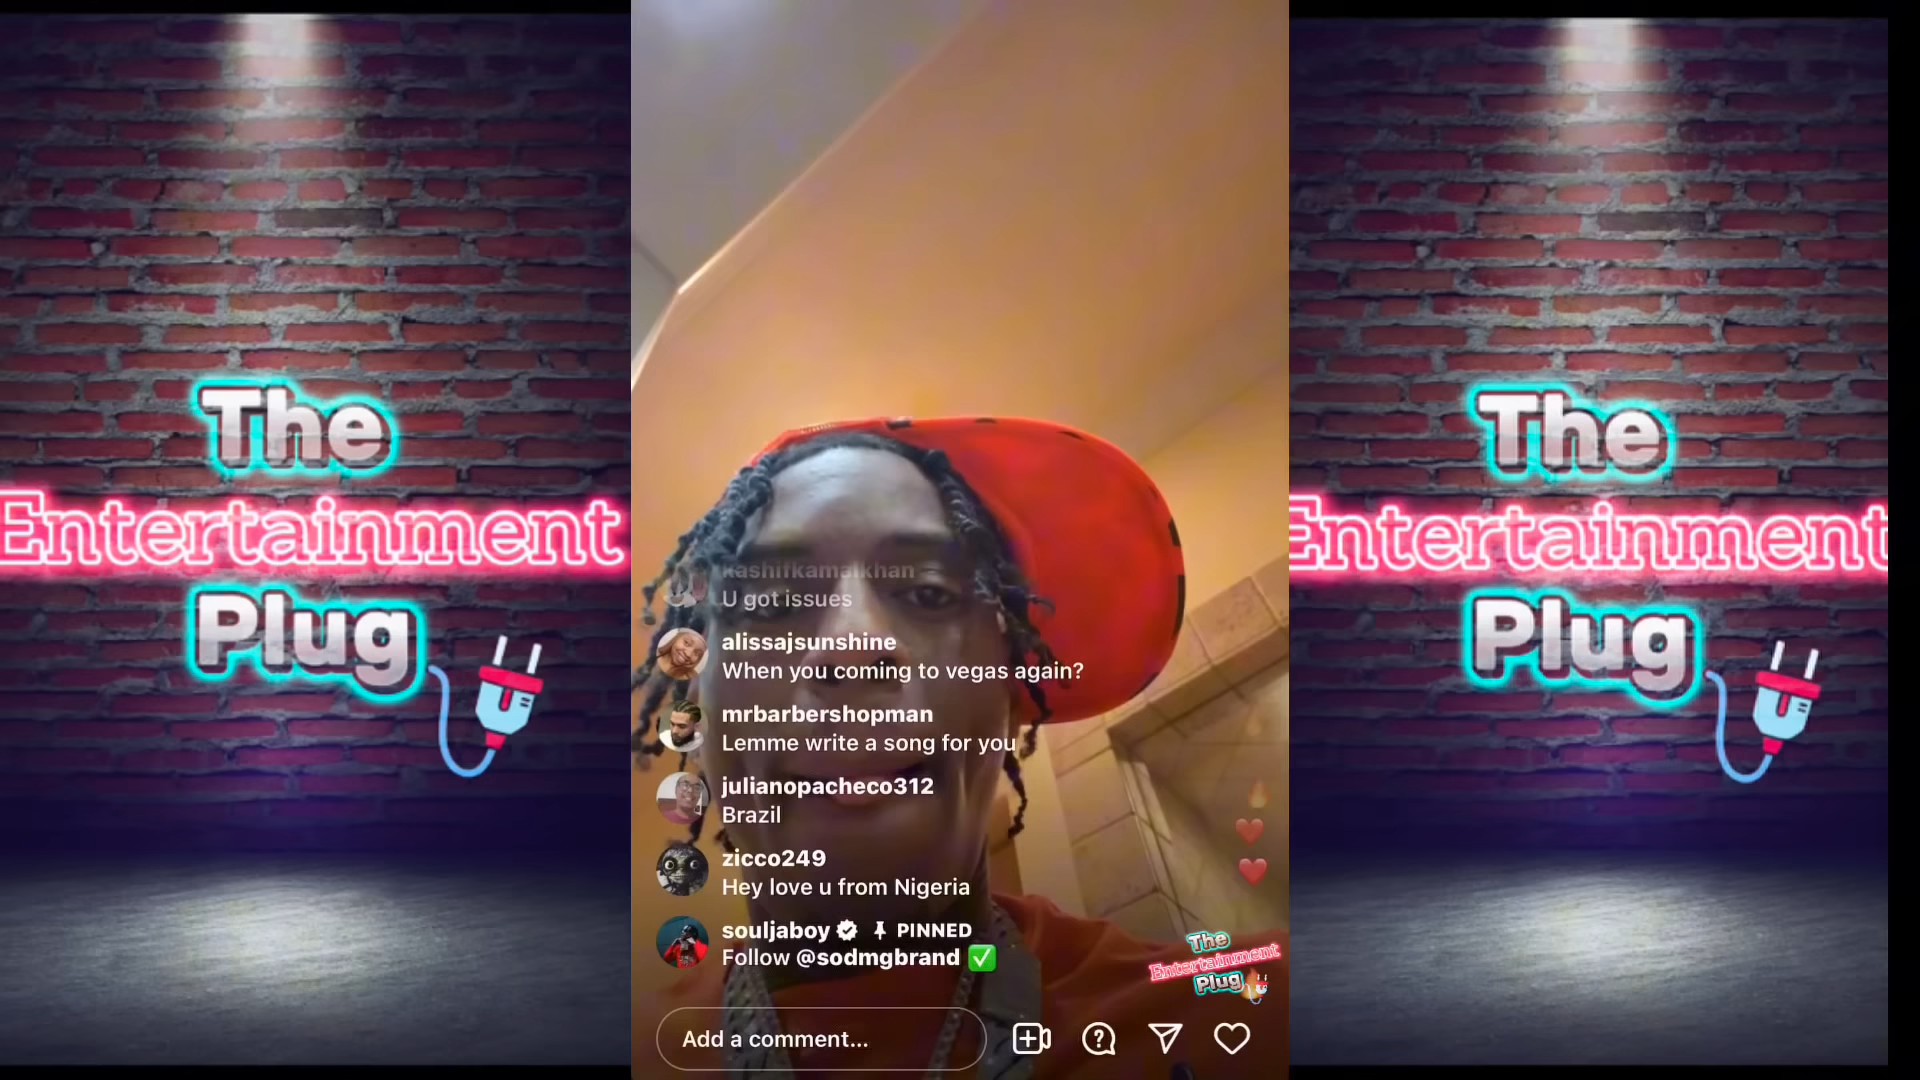 The
Entertainment
Plug
kashifkamalkhan
U got issues
alissajsunshine
When you coming to vegas again?
mrbarbershopman
Lemme write a song for you
julianopacheco312
Brazil
zicco249
Hey love u from Nigeria
souljaboy PINNED
Follow @sodmgbrand ✅
Add a comment...
The
Entertainment
Plug
The
Entertainment
Plug